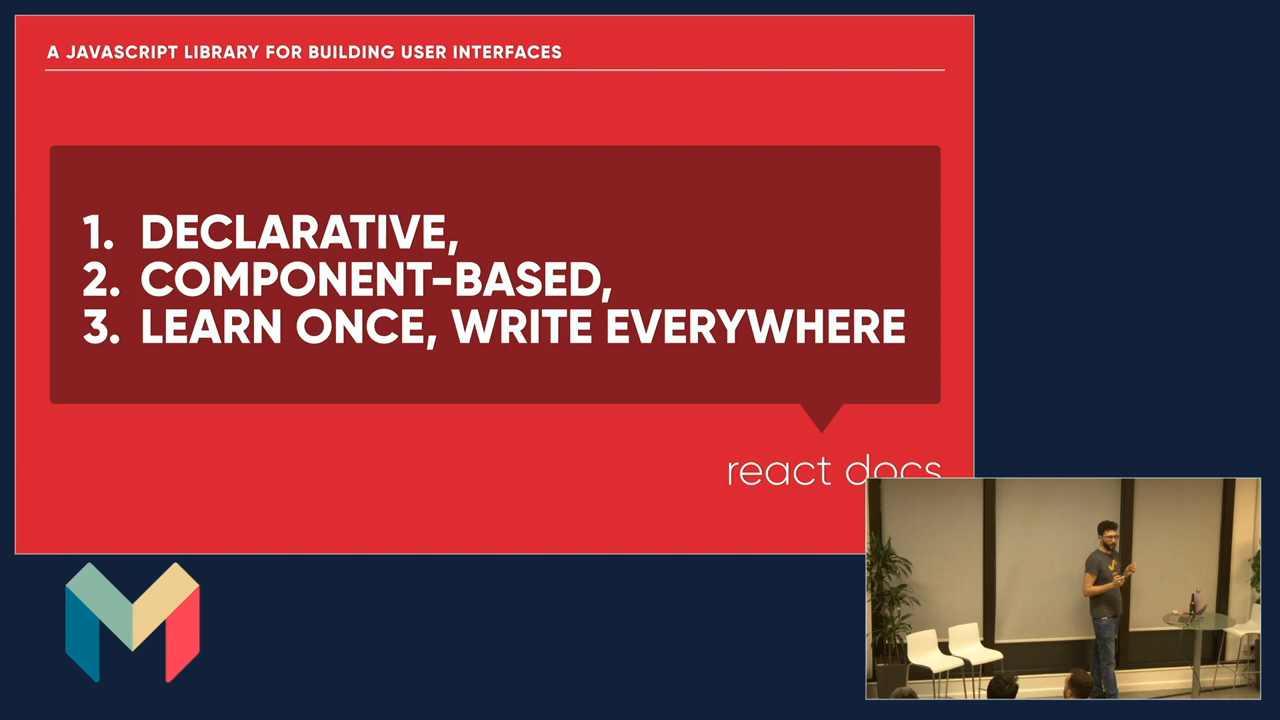 A JAVASCRIPT LIBRARY FOR BUILDING USER INTERFACES
1. DECLARATIVE,
2. COMPONENT-BASED,
3. LEARN ONCE, WRITE EVERYWHERE
react docs